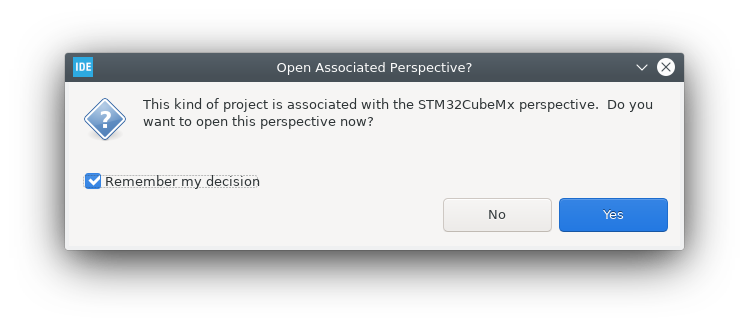 IDE
Open Associated Perspective?
?
This kind of project is associated with the STM32CubeMx perspective.  Do you
want to open this perspective now?
Remember my decision
No
Yes